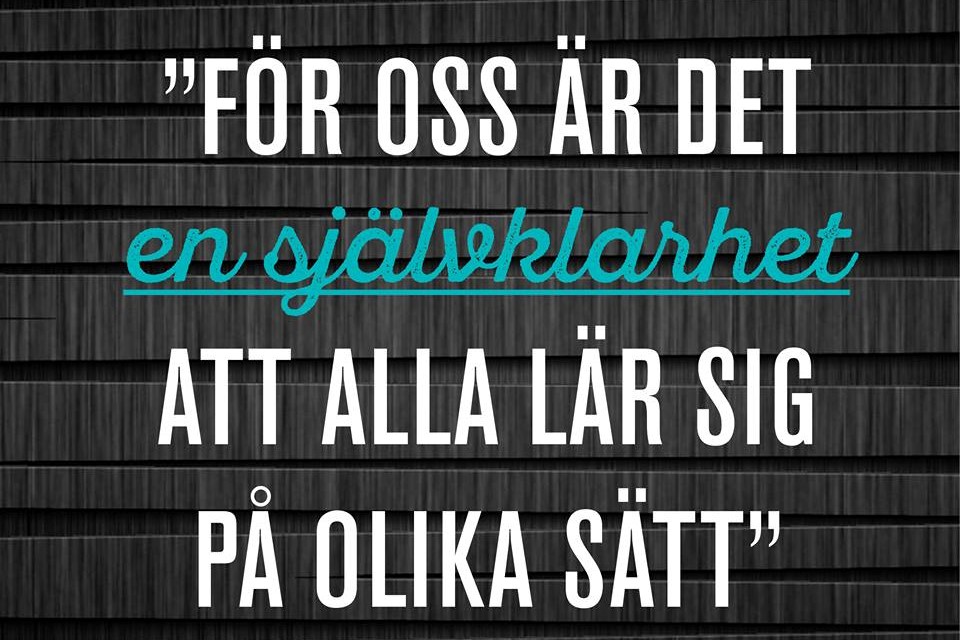 ”FÖR OSS ÄR DET
en självklarhet
ATT ALLA LÄR SIG
PÅ OLIKA SÄTT”